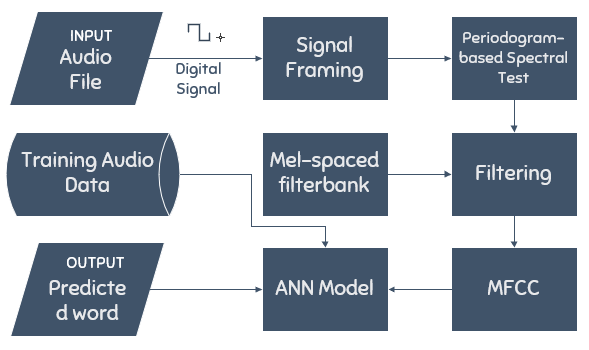 INPUT
Audio
File
Digital
Signal
Signal
Framing
Periodogram-
based Spectral
Test
Training Audio
Data
Mel-spaced
filterbank
Filtering
OUTPUT
Predicte
d word
ANN Model
MFCC